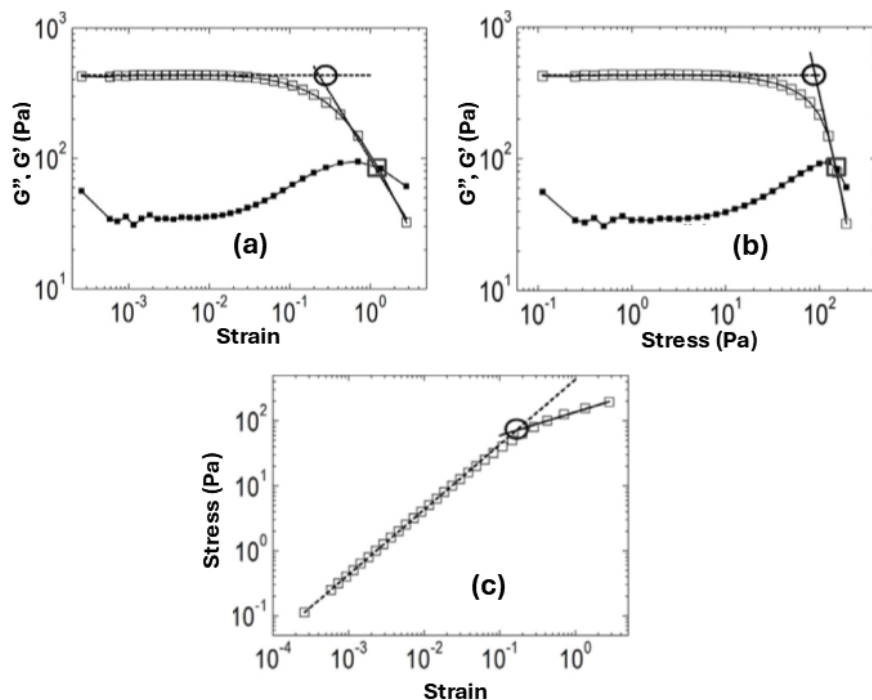 G'', G' (Pa)
10³
10²
10¹
(a)
10⁻³ 10⁻² 10⁻¹ 10⁰
Strain
G'', G' (Pa)
10³
10²
10¹
(b)
10⁻¹ 10⁰ 10¹ 10²
Stress (Pa)
Stress (Pa)
10²
10¹
10⁰
10⁻¹
(c)
10⁻⁴ 10⁻³ 10⁻² 10⁻¹ 10⁰
Strain